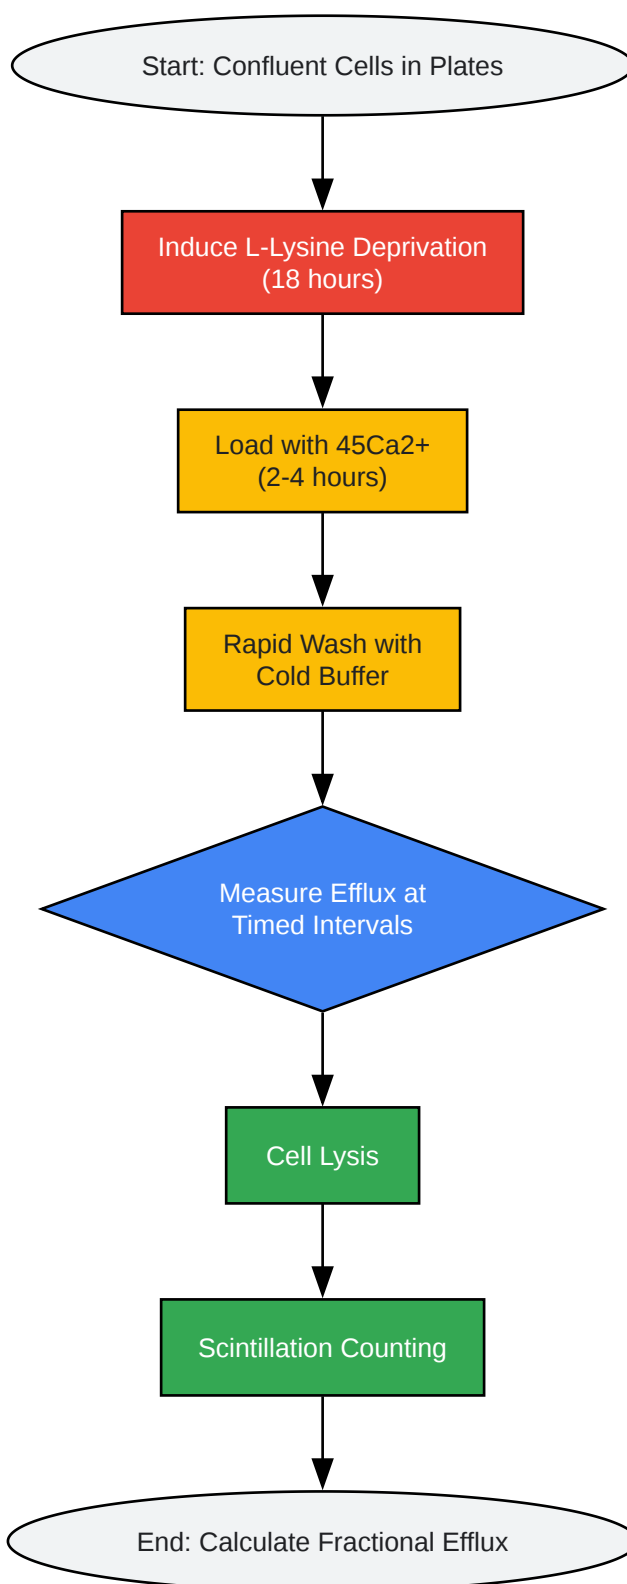 Start: Confluent Cells in Plates
Induce L-Lysine Deprivation
(18 hours)
Load with 45Ca2+
(2-4 hours)
Rapid Wash with
Cold Buffer
Measure Efflux at
Timed Intervals
Cell Lysis
Scintillation Counting
End: Calculate Fractional Efflux